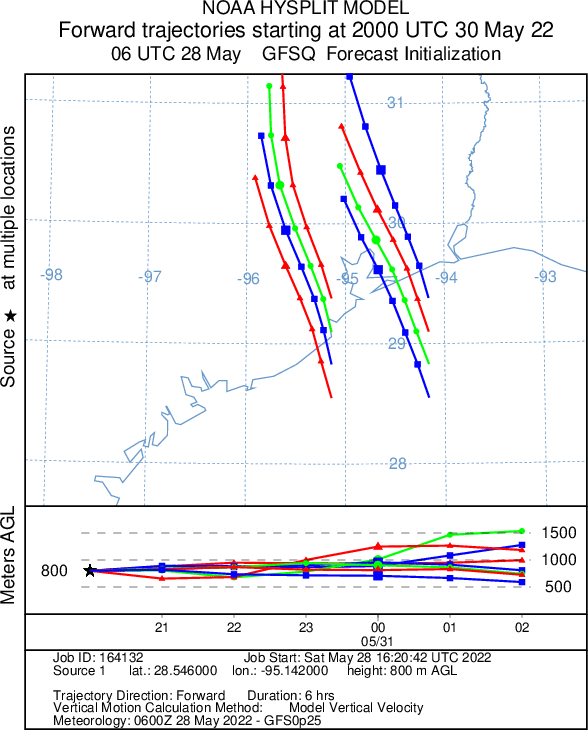 NOAA HYSPLIT MODEL
Forward trajectories starting at 2000 UTC 30 May 22
06 UTC 28 May GFSQ Forecast Initialization
Source ★ at multiple locations
31
30
-98 -97 -96 -95 -94 -93
29
28
Meters AGL
1500
800 1000
500
21 22 23 00 01 02
05/31
Job ID: 164132 Job Start: Sat May 28 16:20:42 UTC 2022
Source 1 lat.: 28.546000 lon.: -95.142000 height: 800 m AGL
Trajectory Direction: Forward Duration: 6 hrs
Vertical Motion Calculation Method: Model Vertical Velocity
Meteorology: 0600Z 28 May 2022 - GFS0p25